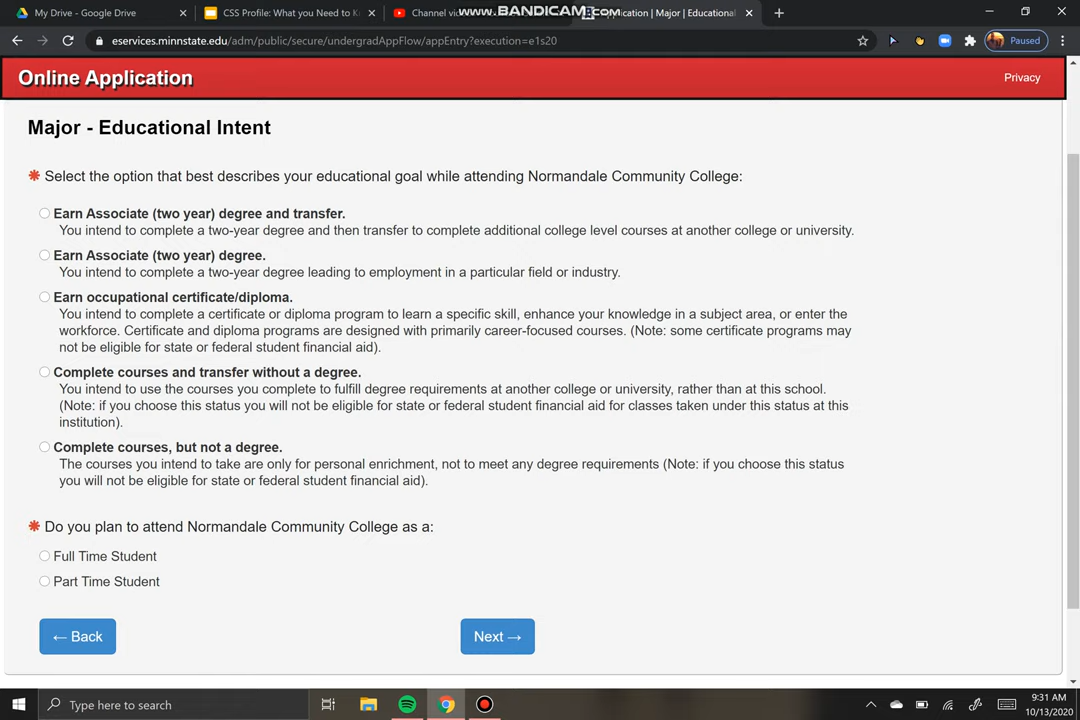 My Drive - Google Drive
CSS Profile: What you Need to K
Channel vi
www.BANDICAM.com
plication | Major | Educational
eservices.minnstate.edu/adm/public/secure/undergradAppFlow/appEntry?execution=e1s20
Paused
Online Application
Privacy
Major - Educational Intent
✱ Select the option that best describes your educational goal while attending Normandale Community College:
Earn Associate (two year) degree and transfer.
You intend to complete a two-year degree and then transfer to complete additional college level courses at another college or university.
Earn Associate (two year) degree.
You intend to complete a two-year degree leading to employment in a particular field or industry.
Earn occupational certificate/diploma.
You intend to complete a certificate or diploma program to learn a specific skill, enhance your knowledge in a subject area, or enter the
workforce. Certificate and diploma programs are designed with primarily career-focused courses. (Note: some certificate programs may
not be eligible for state or federal student financial aid).
Complete courses and transfer without a degree.
You intend to use the courses you complete to fulfill degree requirements at another college or university, rather than at this school.
(Note: if you choose this status you will not be eligible for state or federal student financial aid for classes taken under this status at this
institution).
Complete courses, but not a degree.
The courses you intend to take are only for personal enrichment, not to meet any degree requirements (Note: if you choose this status
you will not be eligible for state or federal student financial aid).
✱ Do you plan to attend Normandale Community College as a:
Full Time Student
Part Time Student
← Back
Next →
Type here to search
9:31 AM
10/13/2020